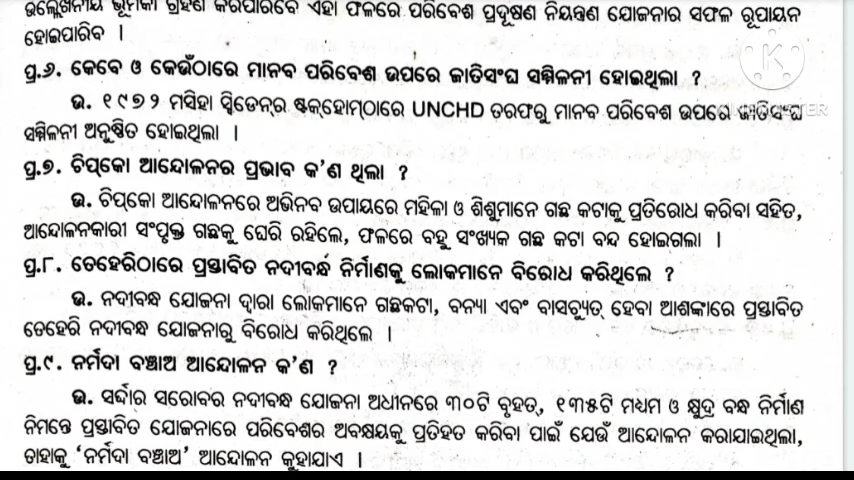 ଉଲ୍ଲେଖନୀୟ ଭୂମିକା ଗ୍ରହଣ କରିପାରିବେ ଏହା ଫଳରେ ପରିବେଶ ପ୍ରଦୂଷଣ ନିୟନ୍ତ୍ରଣ ଯୋଜନାର ସଫଳ ରୂପାୟନ
ହୋଇପାରିବ ।
ପ୍ର.୬. କେବେ ଓ କେଉଁଠାରେ ମାନବ ପରିବେଶ ଉପରେ ଜାତିସଂଘ ସମ୍ମିଳନୀ ହୋଇଥିଲା ?
ଉ. ୧୯୭୨ ମସିହା ସ୍ୱିଡେନ୍‌ର ଷ୍ଟକ୍‌ହୋମ୍‌ଠାରେ UNCHD ତରଫରୁ ମାନବ ପରିବେଶ ଉପରେ ଜାତିସଂଘ
ସମ୍ମିଳନୀ ଅନୁଷ୍ଠିତ ହୋଇଥିଲା ।
ପ୍ର.୭. ଚିପ୍‌କୋ ଆନ୍ଦୋଳନର ପ୍ରଭାବ କ'ଣ ଥିଲା ?
ଉ. ଚିପ୍‌କୋ ଆନ୍ଦୋଳନରେ ଅଭିନବ ଉପାୟରେ ମହିଳା ଓ ଶିଶୁମାନେ ଗଛ କଟାକୁ ପ୍ରତିରୋଧ କରିବା ସହିତ,
ଆନ୍ଦୋଳନକାରୀ ସଂପୃକ୍ତ ଗଛକୁ ଘେରି ରହିଲେ, ଫଳରେ ବହୁ ସଂଖ୍ୟକ ଗଛ କଟା ବନ୍ଦ ହୋଇଗଲା ।
ପ୍ର.୮. ତେହେରିଠାରେ ପ୍ରସ୍ତାବିତ ନଦୀବନ୍ଧ ନିର୍ମାଣକୁ ଲୋକମାନେ ବିରୋଧ କରିଥିଲେ ?
ଉ. ନଦୀବନ୍ଧ ଯୋଜନା ଦ୍ୱାରା ଲୋକମାନେ ଗଛକଟା, ବନ୍ୟା ଏବଂ ବାସଚ୍ୟୁତ୍ ହେବା ଆଶଙ୍କାରେ ପ୍ରସ୍ତାବିତ
ତେହେରି ନଦୀବନ୍ଧ ଯୋଜନାରୁ ବିରୋଧ କରିଥିଲେ ।
ପ୍ର.୯. ନର୍ମଦା ବଞ୍ଚାଅ ଆନ୍ଦୋଳନ କ'ଣ ?
ଉ. ସର୍ଦ୍ଦାର ସରୋବର ନଦୀବନ୍ଧ ଯୋଜନା ଅଧୀନରେ ୩୦ଟି ବୃହତ୍, ୧୩୫ଟି ମଧ୍ୟମ ଓ କ୍ଷୁଦ୍ର ବନ୍ଧ ନିର୍ମାଣ
ନିମନ୍ତେ ପ୍ରସ୍ତାବିତ ଯୋଜନାରେ ପରିବେଶର ଅବକ୍ଷୟକୁ ପ୍ରତିହତ କରିବା ପାଇଁ ଯେଉଁ ଆନ୍ଦୋଳନ କରାଯାଇଥିଲା,
ତାହାକୁ 'ନର୍ମଦା ବଞ୍ଚାଅ' ଆନ୍ଦୋଳନ କୁହାଯାଏ ।